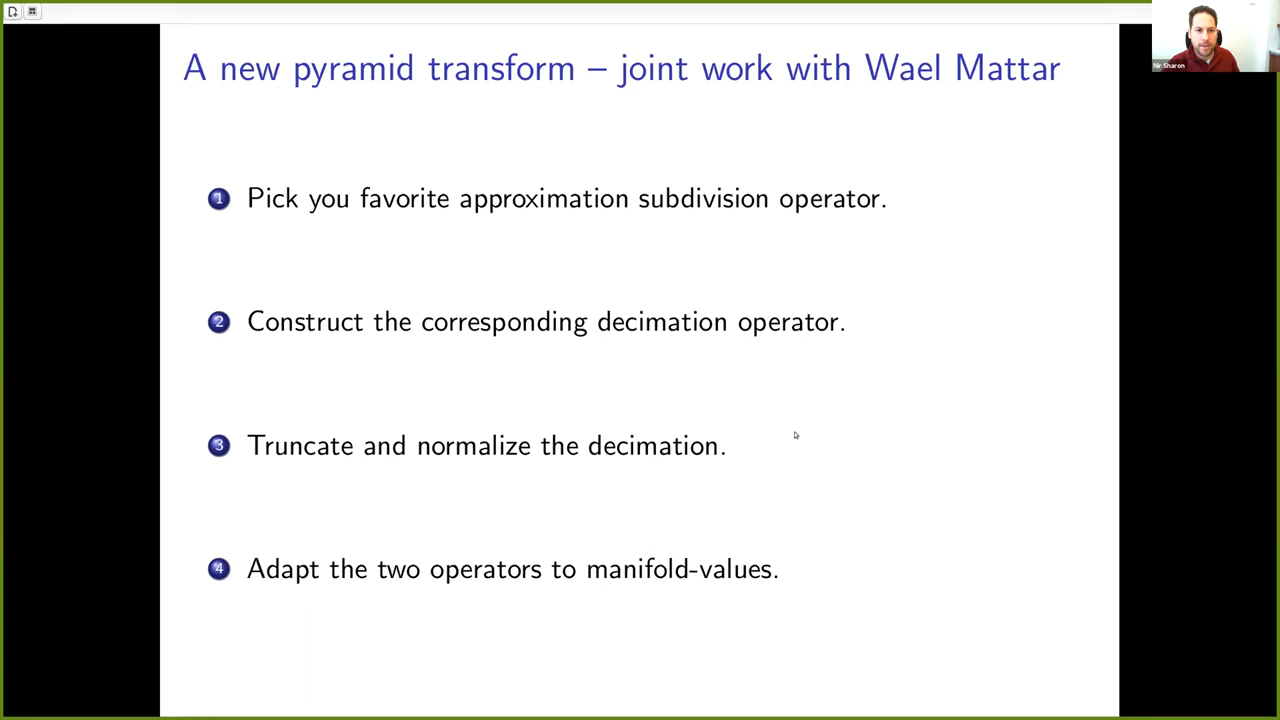 A new pyramid transform – joint work with Wael Mattar
Nir Sharon
1 Pick you favorite approximation subdivision operator.
2 Construct the corresponding decimation operator.
3 Truncate and normalize the decimation.
4 Adapt the two operators to manifold-values.